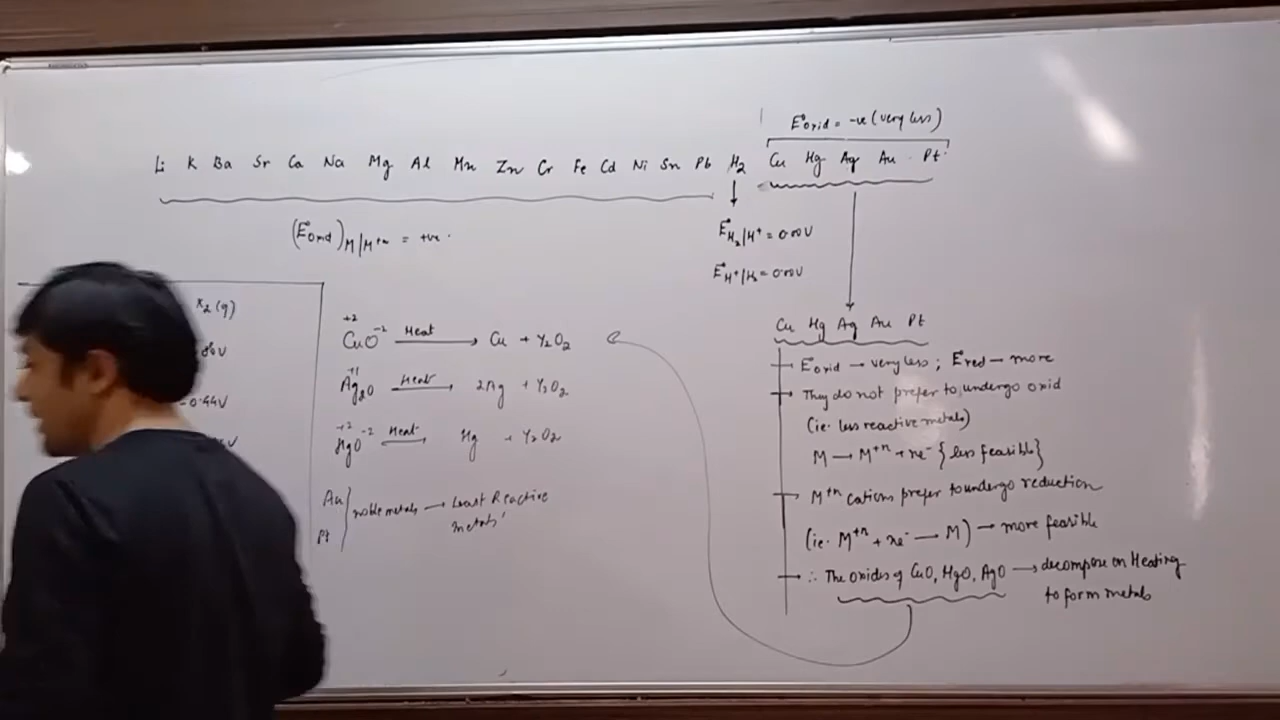 E°oxid = -ve (very less)
Li K Ba Sr Ca Na Mg Al Mn Zn Cr Fe Cd Ni Sn Pb H₂ Cu Hg Ag Au Pt
(E°oxid)M/M⁺ⁿ = +ve
E°H₂/H⁺ = 0.00V
E°H⁺/H₂ = 0.00V
X₂(g)
80V
-0.44V
V
+2 -2
CuO Heat → Cu + ½O₂
+1
Ag₂O Heat → 2Ag + ½O₂
+2 -2
HgO Heat → Hg + ½O₂
Au
Pt
noble metals → Least Reactive
metals
Cu Hg Ag Au Pt
E°oxid → very less ; E°red → more
They do not prefer to undergo oxid
(ie. less reactive metals)
M → M⁺ⁿ + ne⁻ {less feasible}
M⁺ⁿ cations prefer to undergo reduction
(ie. M⁺ⁿ + ne⁻ → M) → more feasible
∴ The oxides of CuO, HgO, AgO → decompose on Heating
to form metals